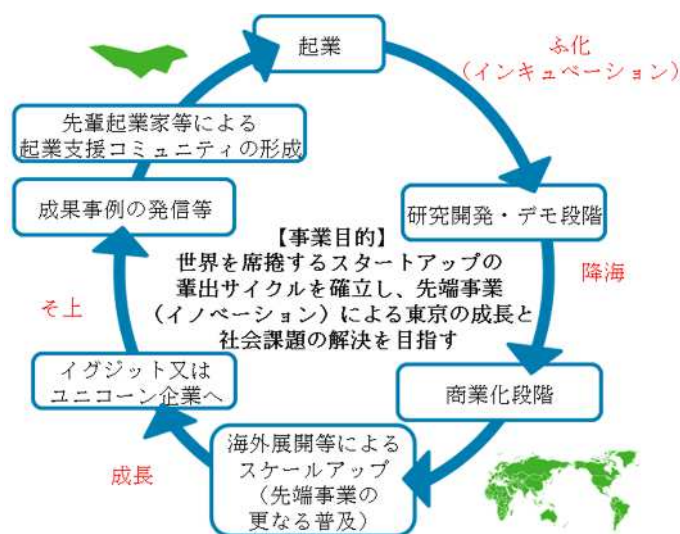 起業
ふ化
（インキュベーション）
先輩起業家等による
起業支援コミュニティの形成
成果事例の発信等
研究開発・デモ段階
【事業目的】
世界を席捲するスタートアップの
輩出サイクルを確立し、先端事業
（イノベーション）による東京の成長と
社会課題の解決を目指す
降海
そ上
イグジット又は
ユニコーン企業へ
商業化段階
成長
海外展開等による
スケールアップ
（先端事業の
更なる普及）